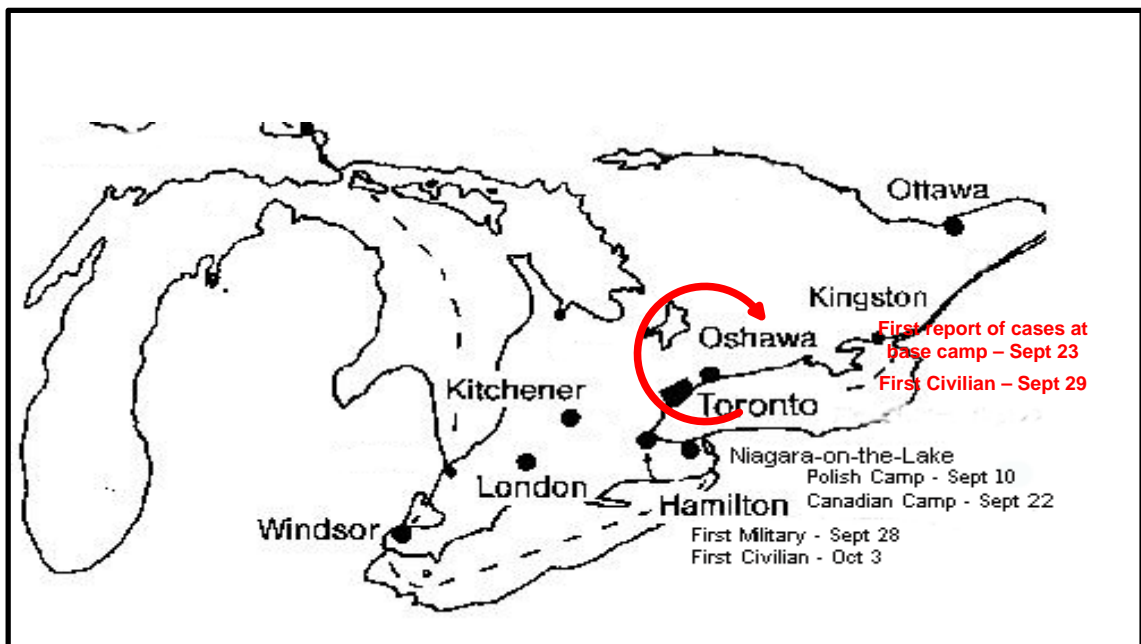 Ottawa
Kingston
First report of cases at
base camp – Sept 23
First Civilian – Sept 29
Oshawa
Kitchener
Toronto
Niagara-on-the-Lake
Polish Camp - Sept 10
Canadian Camp - Sept 22
London
Hamilton
First Military - Sept 28
First Civilian - Oct 3
Windsor